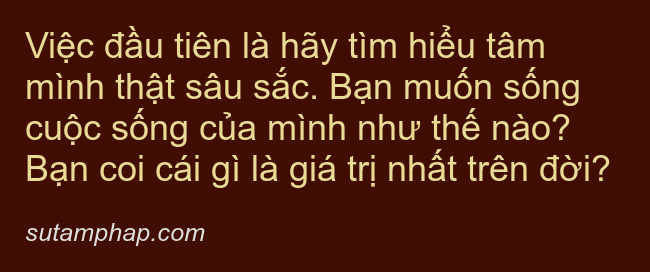 Việc đầu tiên là hãy tìm hiểu tâm
mình thật sâu sắc. Bạn muốn sống
cuộc sống của mình như thế nào?
Bạn coi cái gì là giá trị nhất trên đời?
sutamphap.com